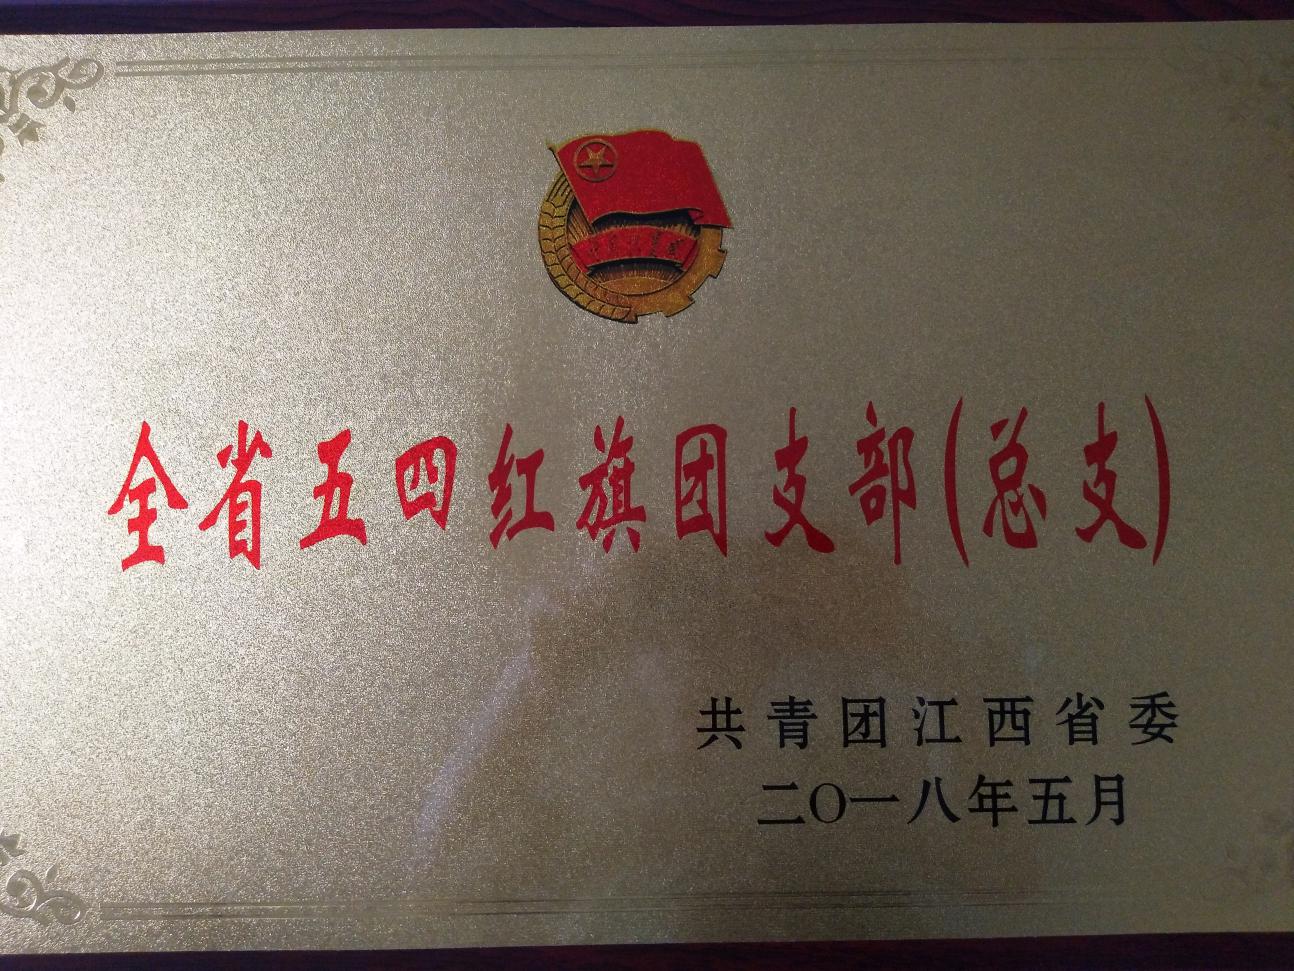 全省五四红旗团支部(总支)
共青团江西省委
二〇一八年五月